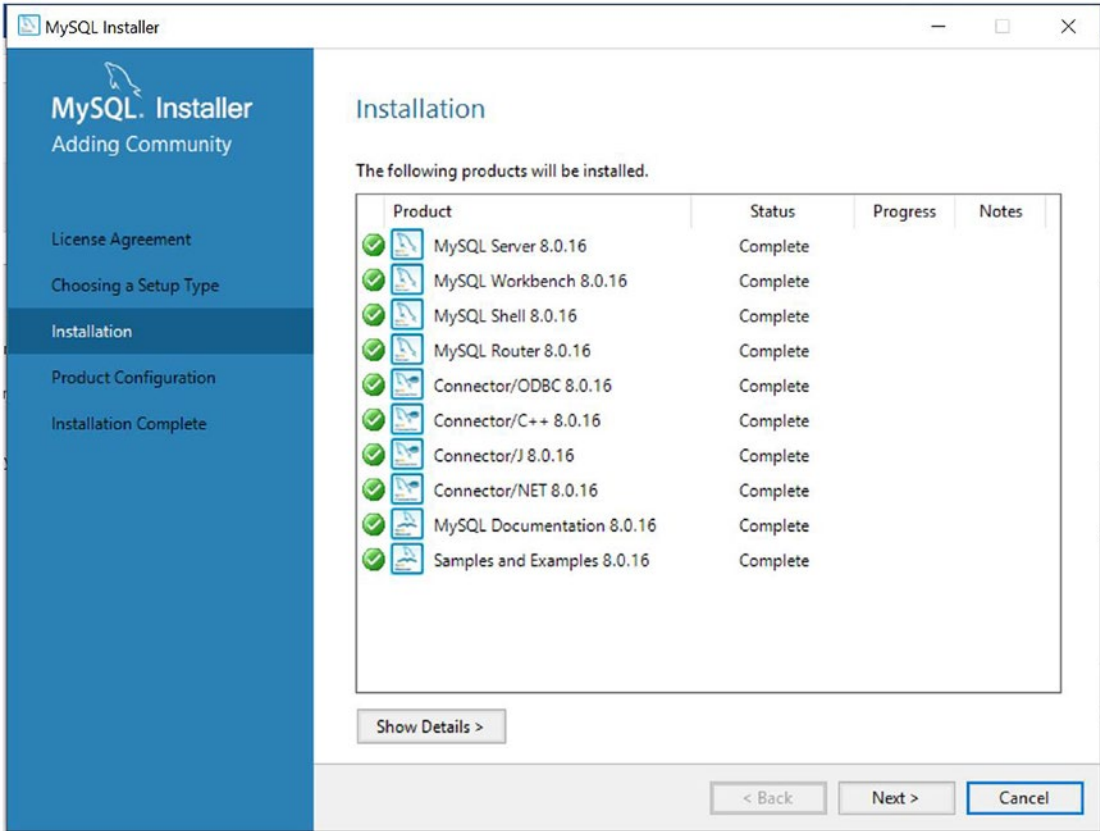 MySQL Installer
MySQL. Installer
Adding Community
License Agreement
Choosing a Setup Type
Installation
Product Configuration
Installation Complete
Installation
The following products will be installed.
Product Status Progress Notes
MySQL Server 8.0.16 Complete
MySQL Workbench 8.0.16 Complete
MySQL Shell 8.0.16 Complete
MySQL Router 8.0.16 Complete
Connector/ODBC 8.0.16 Complete
Connector/C++ 8.0.16 Complete
Connector/J 8.0.16 Complete
Connector/NET 8.0.16 Complete
MySQL Documentation 8.0.16 Complete
Samples and Examples 8.0.16 Complete
Show Details >
< Back Next > Cancel